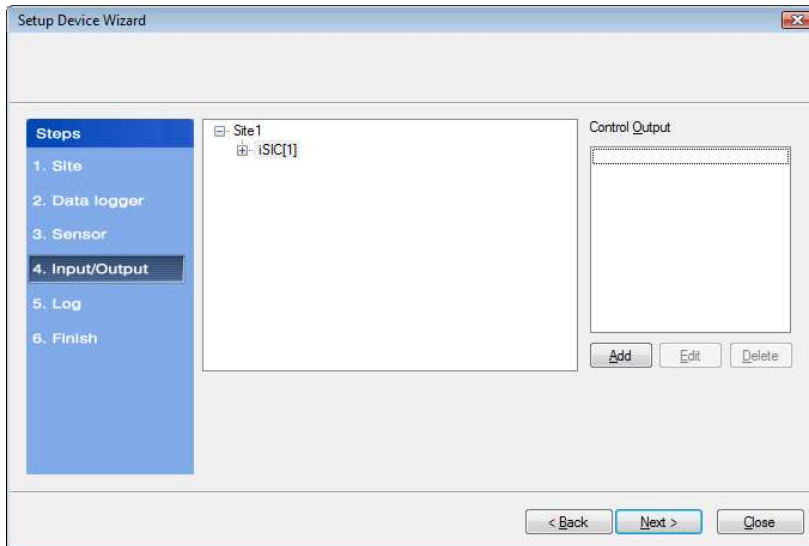 Setup Device Wizard
Steps
1. Site
2. Data logger
3. Sensor
4. Input/Output
5. Log
6. Finish
Site1
iSIC[1]
Control Output
Add
Edit
Delete
< Back
Next >
Close